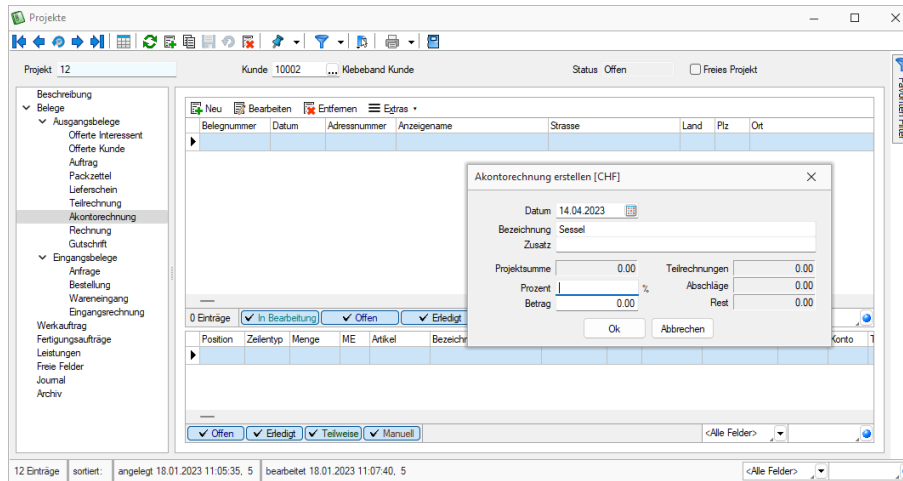 Projekte
Projekt 12 Kunde 10002 ... Klebeband Kunde Status Offen Freies Projekt
Favoriten Filter
Beschreibung
Belege
Ausgangsbelege
Offerte Interessent
Offerte Kunde
Auftrag
Packzettel
Lieferschein
Teilrechnung
Akontorechnung
Rechnung
Gutschrift
Eingangsbelege
Anfrage
Bestellung
Wareneingang
Eingangsrechnung
Werkauftrag
Fertigungsaufträge
Leistungen
Freie Felder
Journal
Archiv
Neu Bearbeiten Entfernen Extras
Belegnummer Datum Adressnummer Anzeigename Strasse Land Plz Ort
Akontorechnung erstellen [CHF]
Datum 14.04.2023
Bezeichnung Sessel
Zusatz
Projektsumme 0.00 Teilrechnungen 0.00
Prozent % Abschläge 0.00
Betrag 0.00 Rest 0.00
Ok Abbrechen
0 Einträge In Bearbeitung Offen Erledigt
Position Zeilentyp Menge ME Artikel Bezeichn Konto T
Offen Erledigt Teilweise Manuell <Alle Felder>
12 Einträge sortiert: angelegt 18.01.2023 11:05:35, 5 bearbeitet 18.01.2023 11:07:40, 5 <Alle Felder>